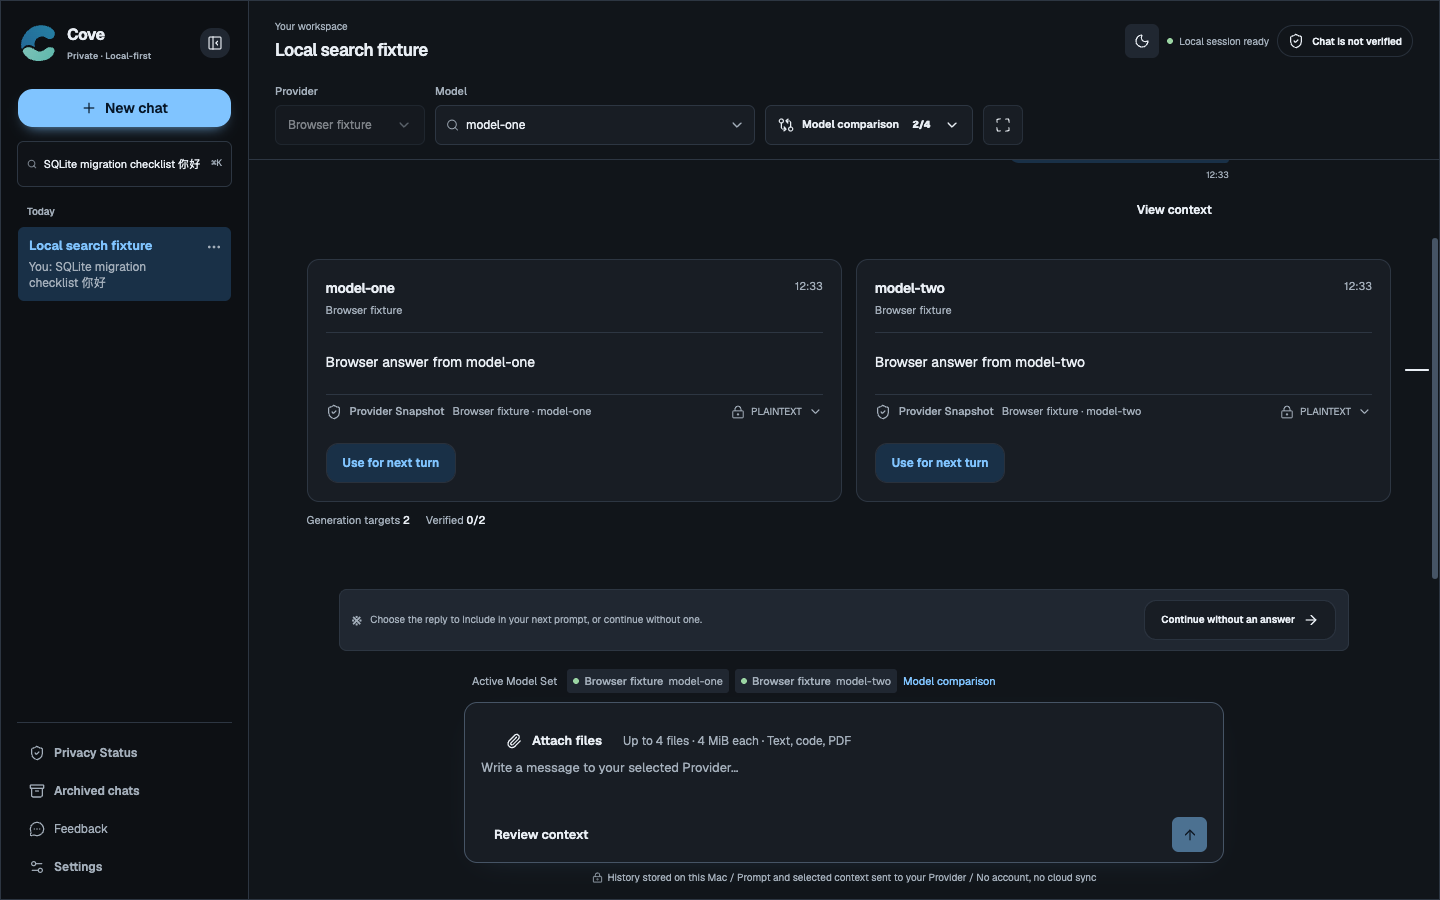 Cove
Private · Local-first
New chat
SQLite migration checklist 你好 ⌘K
Today
Local search fixture
You: SQLite migration
checklist 你好
Privacy Status
Archived chats
Feedback
Settings
Your workspace
Local search fixture
Local session ready
Chat is not verified
Provider
Model
Browser fixture
model-one
Model comparison 2/4
12:33
View context
model-one 12:33
Browser fixture
Browser answer from model-one
Provider Snapshot Browser fixture · model-one PLAINTEXT
Use for next turn
model-two 12:33
Browser fixture
Browser answer from model-two
Provider Snapshot Browser fixture · model-two PLAINTEXT
Use for next turn
Generation targets 2 Verified 0/2
Choose the reply to include in your next prompt, or continue without one.
Continue without an answer
Active Model Set Browser fixture model-one Browser fixture model-two Model comparison
Attach files Up to 4 files · 4 MiB each · Text, code, PDF
Write a message to your selected Provider...
Review context
History stored on this Mac / Prompt and selected context sent to your Provider / No account, no cloud sync